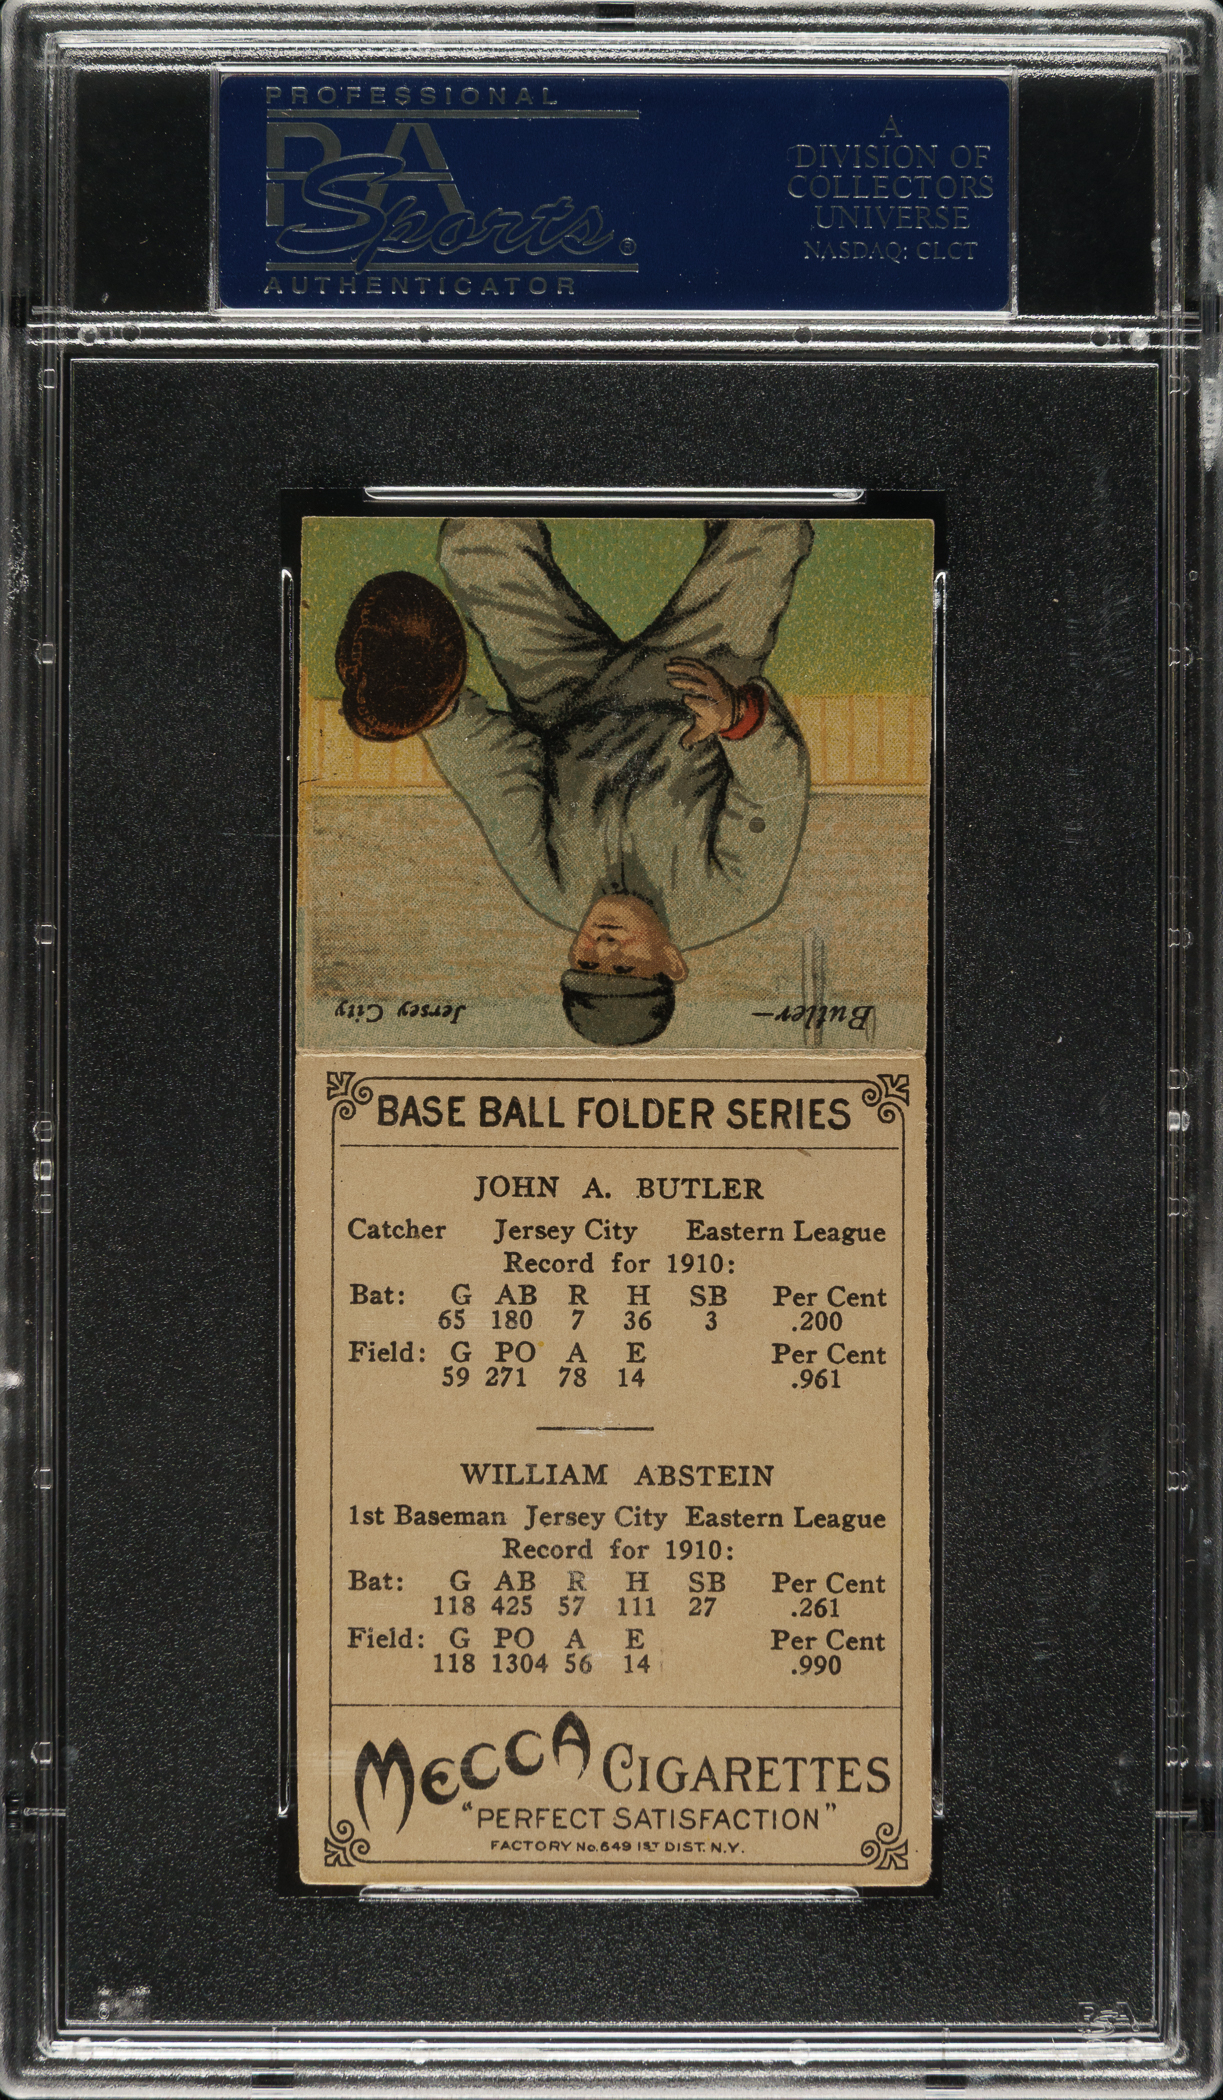 PROFESSIONAL
PSA
Sports®
AUTHENTICATOR
A
DIVISION OF
COLLECTORS
UNIVERSE
NASDAQ: CLCT
Butler—
Jersey City
BASE BALL FOLDER SERIES
JOHN A. BUTLER
Catcher Jersey City Eastern League
Record for 1910:
Bat: G AB R H SB Per Cent
65 180 7 36 3 .200
Field: G PO A E Per Cent
59 271 78 14 .961
WILLIAM ABSTEIN
1st Baseman Jersey City Eastern League
Record for 1910:
Bat: G AB R H SB Per Cent
118 425 57 111 27 .261
Field: G PO A E Per Cent
118 1304 56 14 .990
MECCA CIGARETTES
"PERFECT SATISFACTION"
FACTORY No. 649 1ST DIST. N.Y.
PSA